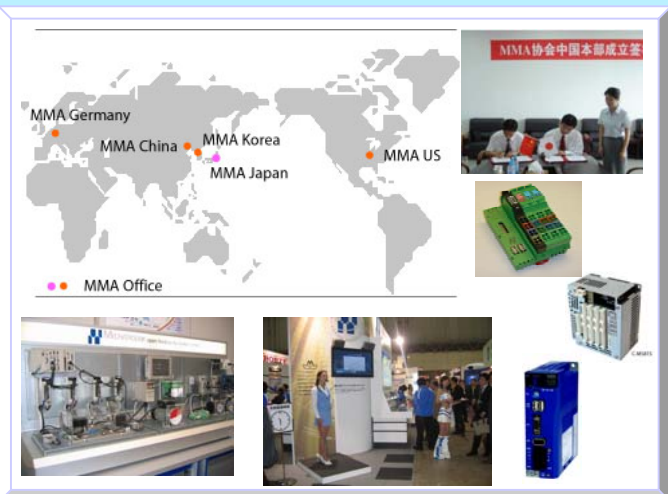 MMA协会中国本部成立签
MMA Germany
MMA China
MMA Korea
MMA Japan
MMA US
MMA Office